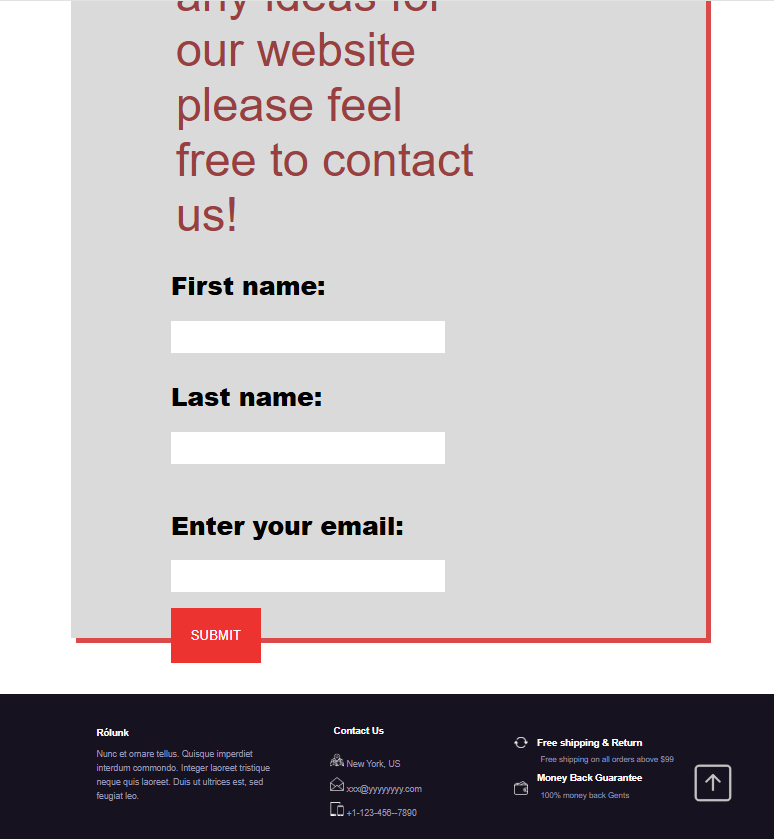 any ideas for
our website
please feel
free to contact
us!
First name:
Last name:
Enter your email:
SUBMIT
Rólunk
Nunc et ornare tellus. Quisque imperdiet
interdum commondo. Integer laoreet tristique
neque quis laoreet. Duis ut ultrices est, sed
feugiat leo.
Contact Us
New York, US
xxx@yyyyyyyy.com
+1-123-456--7890
Free shipping & Return
Free shipping on all orders above $99
Money Back Guarantee
100% money back Gents